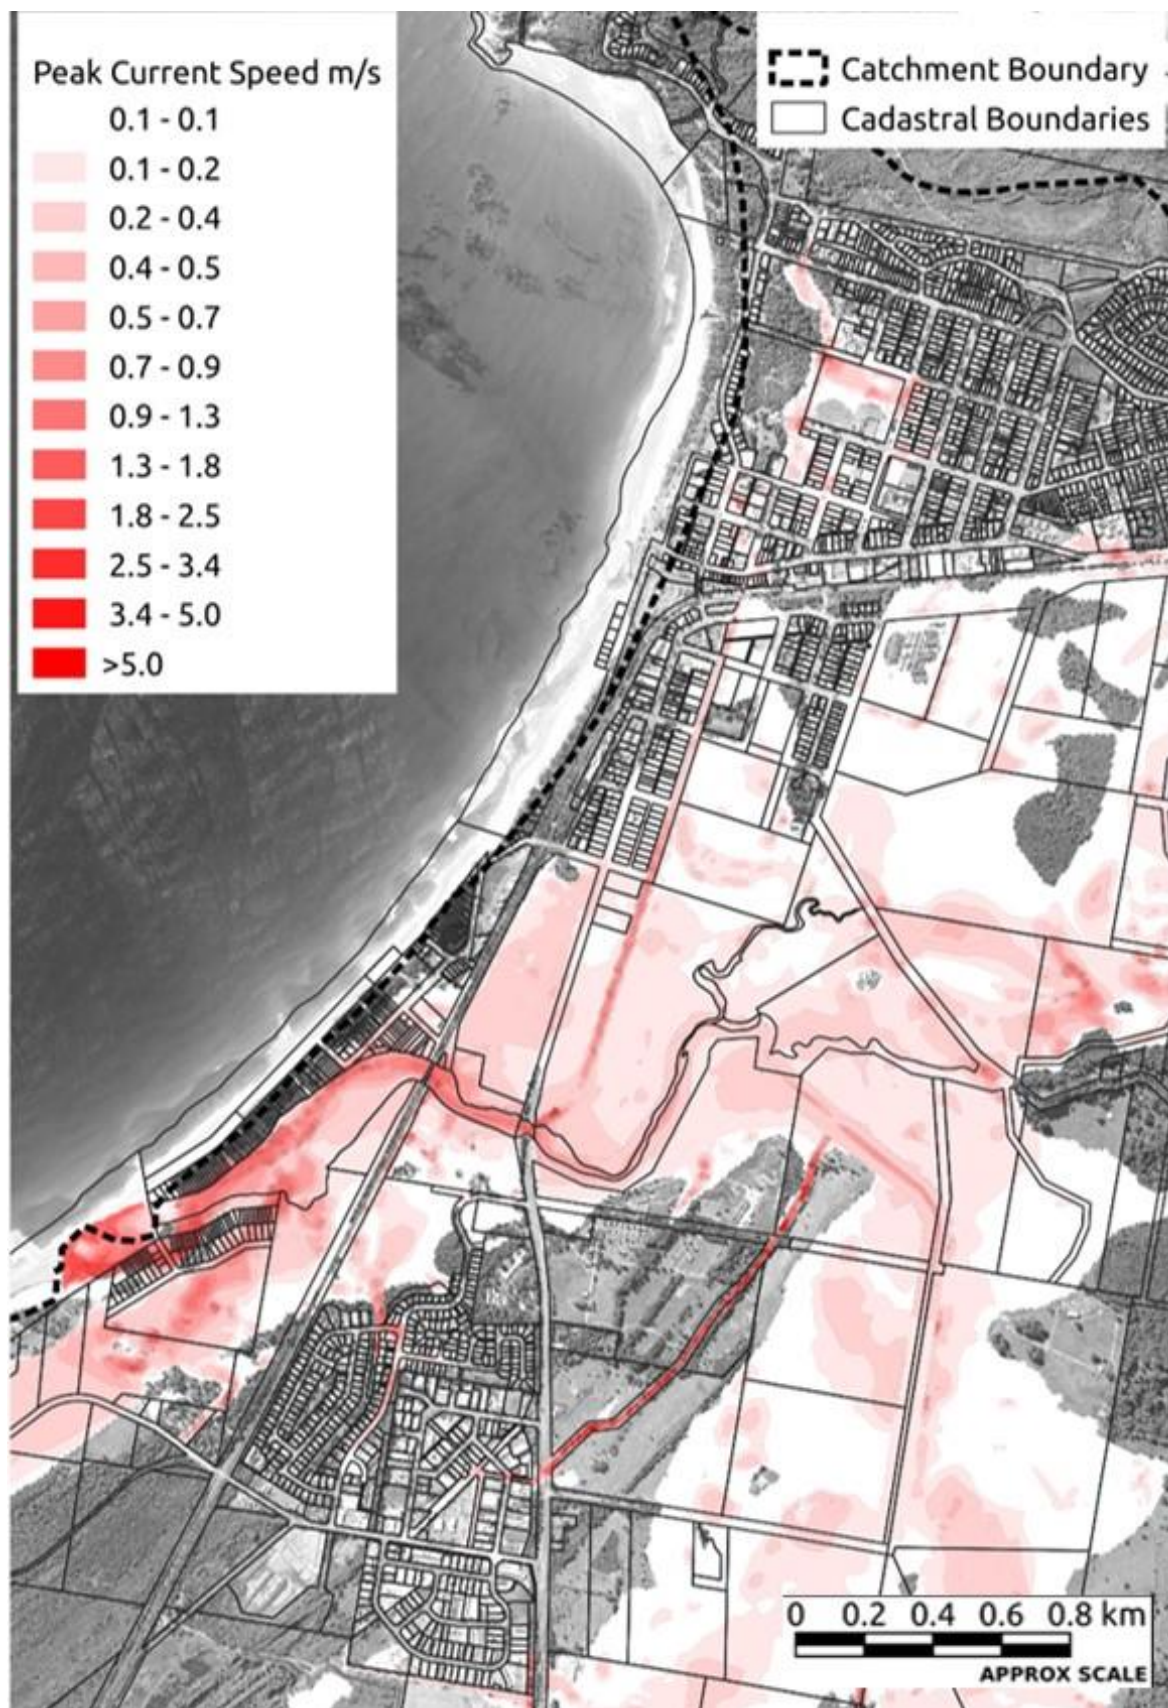 Peak Current Speed m/s
0.1 - 0.1
0.1 - 0.2
0.2 - 0.4
0.4 - 0.5
0.5 - 0.7
0.7 - 0.9
0.9 - 1.3
1.3 - 1.8
1.8 - 2.5
2.5 - 3.4
3.4 - 5.0
>5.0
Catchment Boundary
Cadastral Boundaries
0 0.2 0.4 0.6 0.8 km
APPROX SCALE